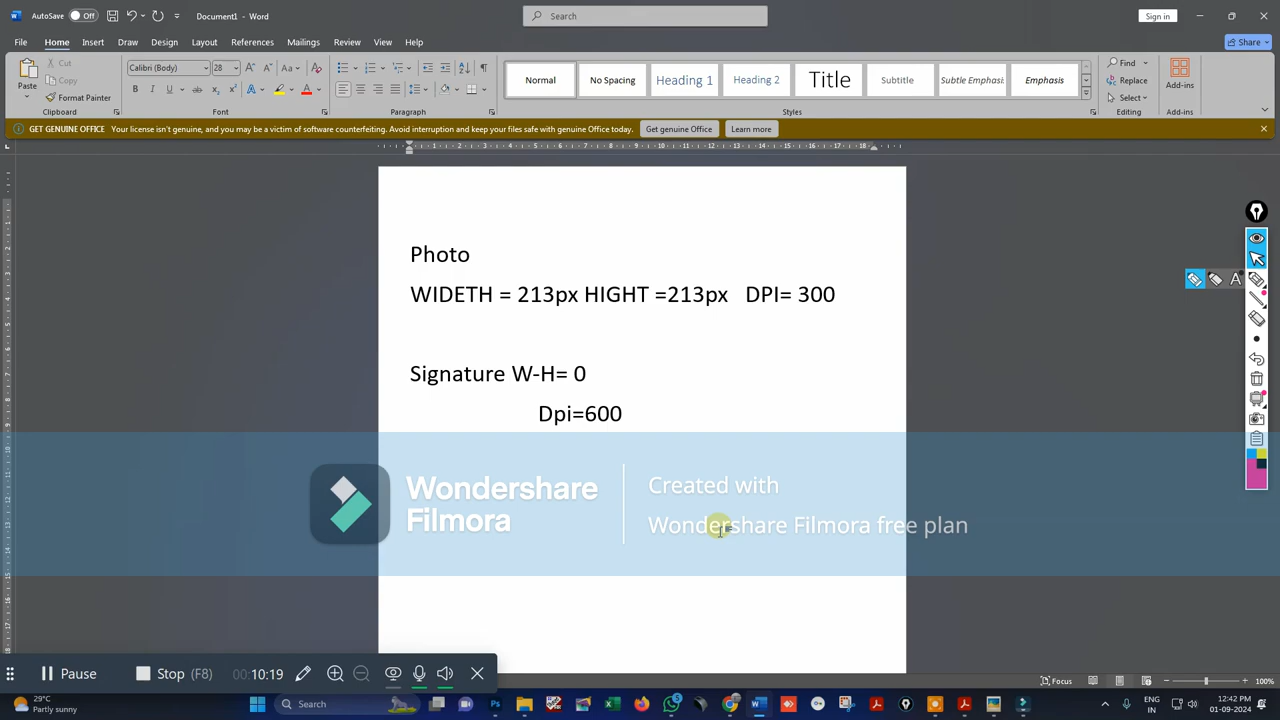 AutoSave Off Document1 - Word Search Sign in
File Home Insert Draw Design Layout References Mailings Review View Help Share
Paste Cut Copy Format Painter Clipboard
Calibri (Body) 28 Font
Paragraph
Normal No Spacing Heading 1 Heading 2 Title Subtitle Subtle Emphasis Emphasis Styles
Find Replace Select Editing
Add-ins Add-ins
GET GENUINE OFFICE Your license isn't genuine, and you may be a victim of software counterfeiting. Avoid interruption and keep your files safe with genuine Office today. Get genuine Office Learn more
Photo
WIDETH = 213px HIGHT =213px DPI= 300
Signature W-H= 0
Dpi=600
Wondershare
Filmora
Created with
Wondershare Filmora free plan
Pause Stop (F8) 00:10:19
Focus 100%
29°C
Partly sunny
Search
ENG
IN
12:42 PM
01-09-2024